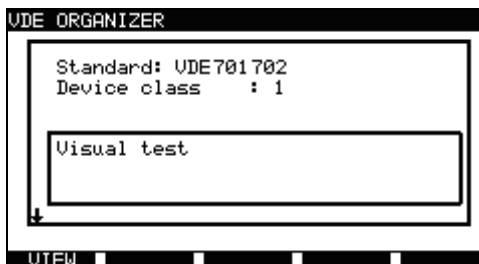 VDE ORGANIZER
Standard: VDE701702
Device class : 1
Visual test
VIEW